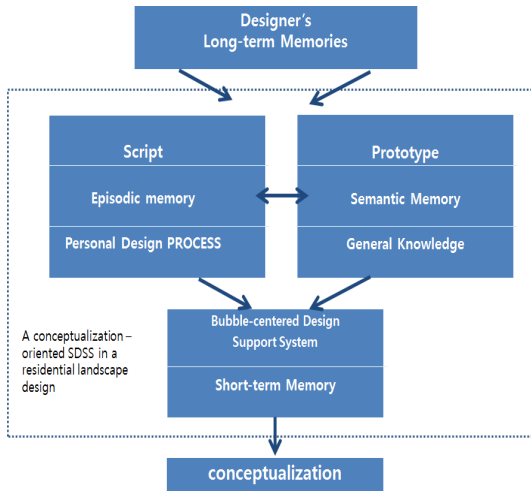 Designer's
Long-term Memories
Script
Episodic memory
Personal Design PROCESS
Prototype
Semantic Memory
General Knowledge
Bubble-centered Design
Support System
Short-term Memory
A conceptualization –
oriented SDSS in a
residential landscape
design
conceptualization